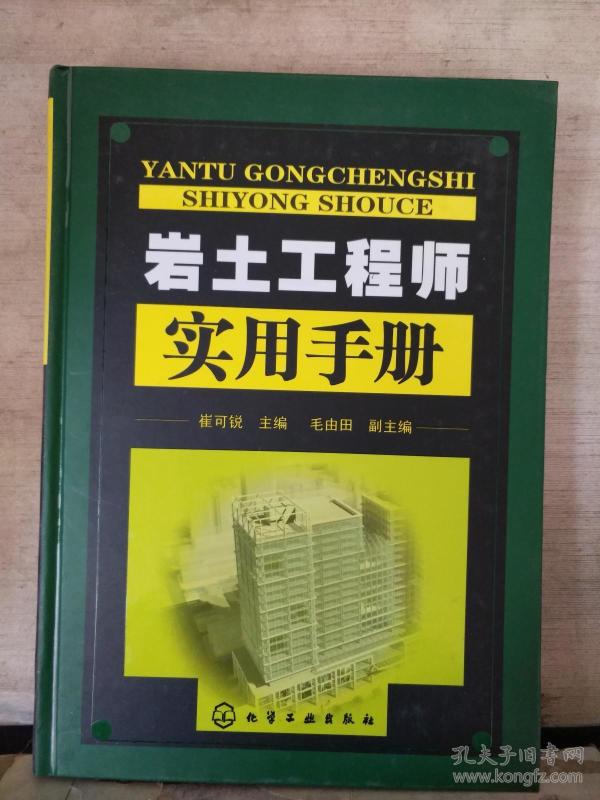 YANTU GONGCHENGSHI
SHIYONG SHOUCE
岩土工程师
实用手册
崔可锐 主编 毛由田 副主编
化学工业出版社
孔夫子旧书网
www.kongfz.com